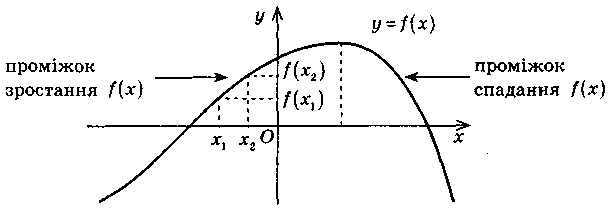 y
y = f(x)
проміжок
зростання f(x)
f(x₂)
f(x₁)
проміжок
спадання f(x)
x₁ x₂ O x